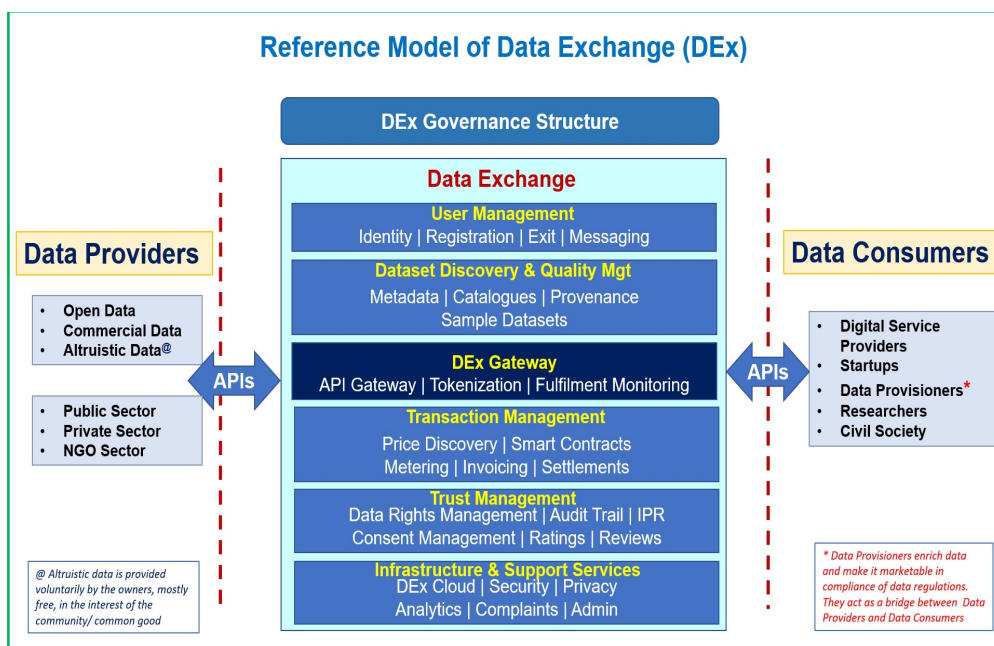 Reference Model of Data Exchange (DEx)
DEx Governance Structure
Data Providers
• Open Data
• Commercial Data
• Altruistic Data@
• Public Sector
• Private Sector
• NGO Sector
@ Altruistic data is provided
voluntarily by the owners, mostly
free, in the interest of the
community/ common good
APIs
Data Exchange
User Management
Identity | Registration | Exit | Messaging
Dataset Discovery & Quality Mgt
Metadata | Catalogues | Provenance
Sample Datasets
DEx Gateway
API Gateway | Tokenization | Fulfilment Monitoring
Transaction Management
Price Discovery | Smart Contracts
Metering | Invoicing | Settlements
Trust Management
Data Rights Management | Audit Trail | IPR
Consent Management | Ratings | Reviews
Infrastructure & Support Services
DEx Cloud | Security | Privacy
Analytics | Complaints | Admin
APIs
Data Consumers
• Digital Service
Providers
• Startups
• Data Provisioners*
• Researchers
• Civil Society
* Data Provisioners enrich data
and make it marketable in
compliance of data regulations.
They act as a bridge between Data
Providers and Data Consumers